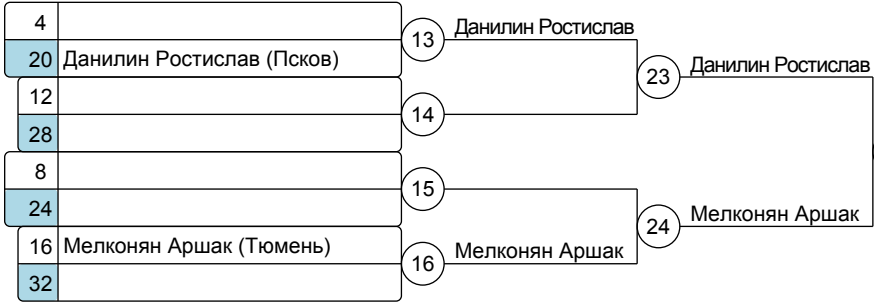 4
13
Данилин Ростислав
20 Данилин Ростислав (Псков)
23
Данилин Ростислав
12
14
28
8
15
24
24
Мелконян Аршак
16 Мелконян Аршак (Тюмень)
16
Мелконян Аршак
32